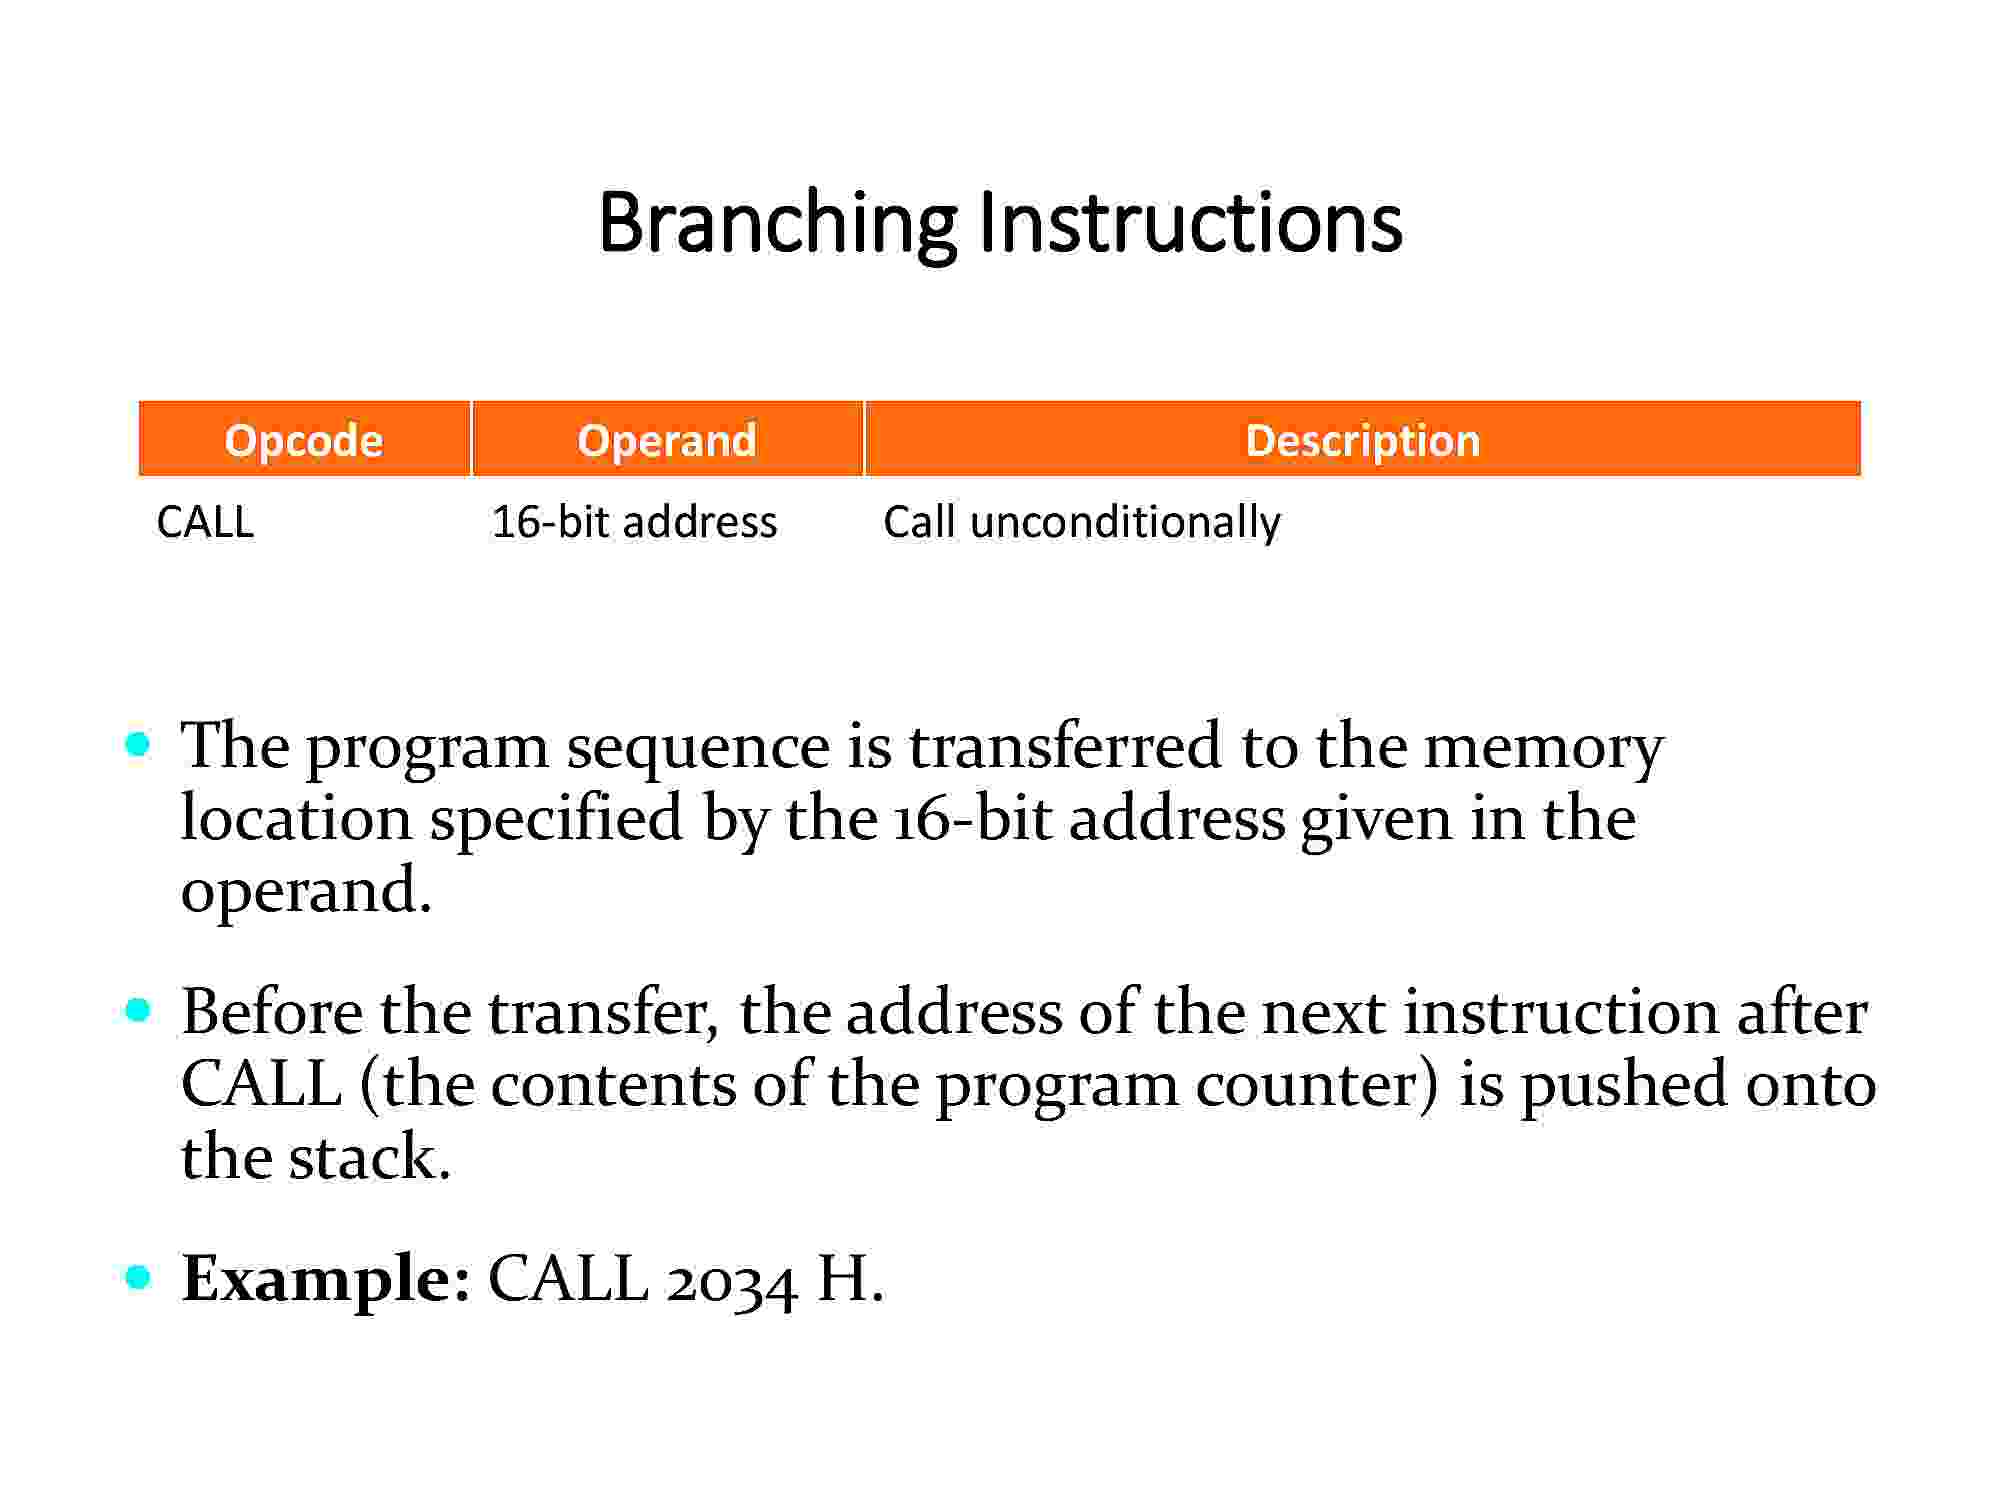 Branching Instructions
Opcode Operand Description
CALL 16-bit address Call unconditionally
• The program sequence is transferred to the memory
location specified by the 16-bit address given in the
operand.
• Before the transfer, the address of the next instruction after
CALL (the contents of the program counter) is pushed onto
the stack.
• Example: CALL 2034 H.